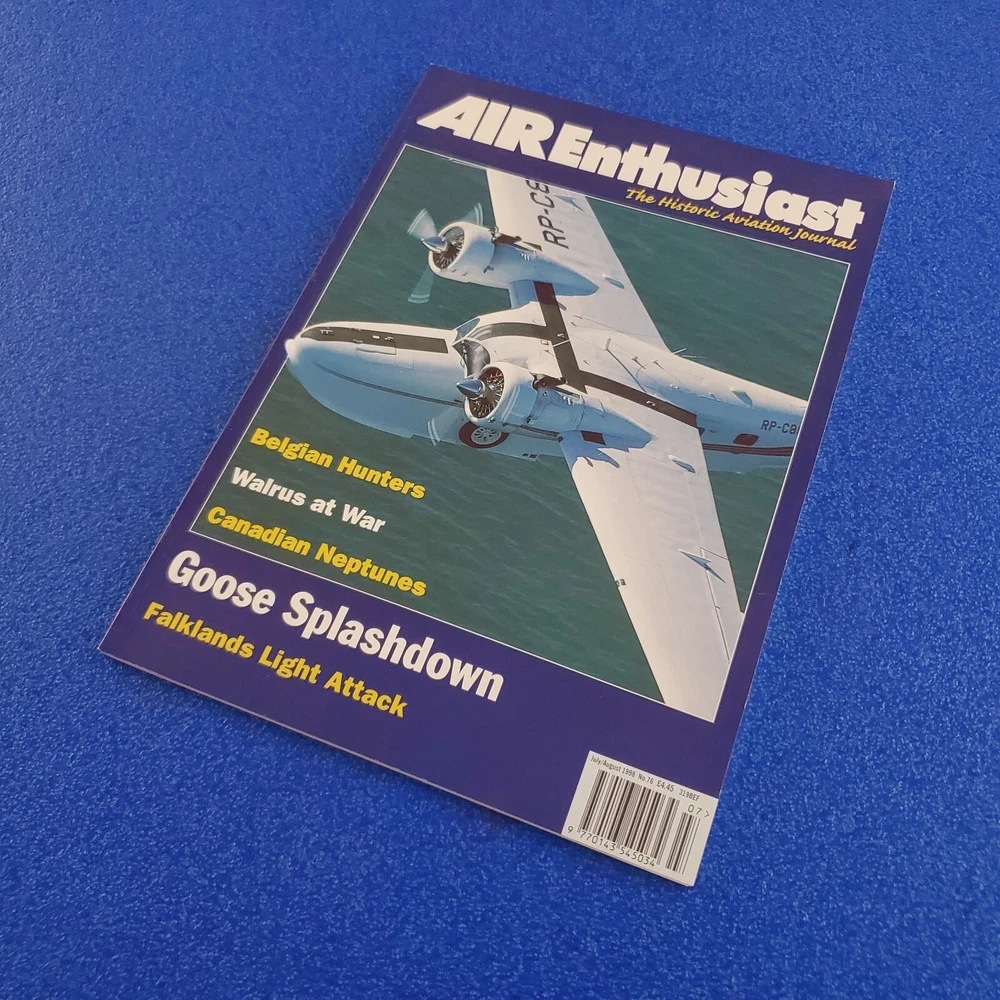 AIR Enthusiast
The Historic Aviation Journal
RP-C8
RP-C8
Belgian Hunters
Walrus at War
Canadian Neptunes
Goose Splashdown
Falklands Light Attack
July/August 1998 No.76 £4.45 319BEF
07>
9 770143 545034